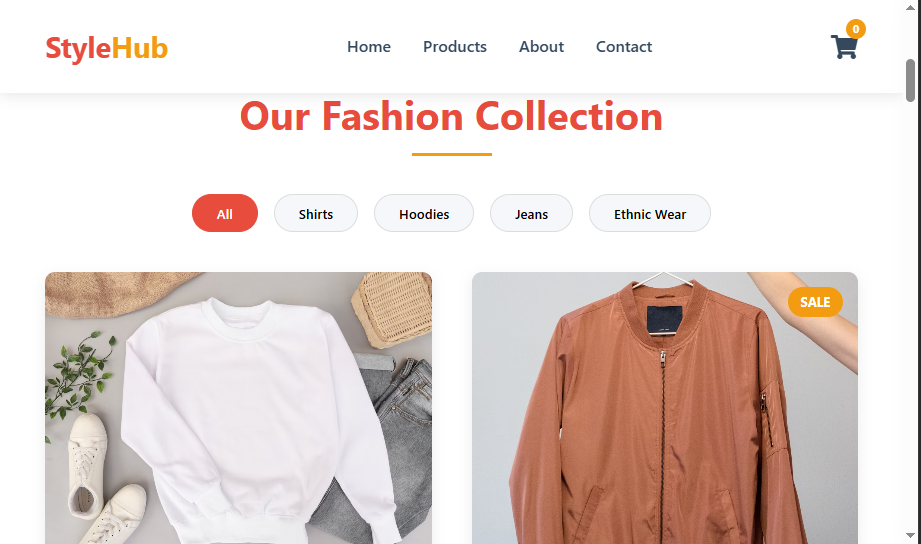 StyleHub
Home Products About Contact
0
Our Fashion Collection
All Shirts Hoodies Jeans Ethnic Wear
SALE